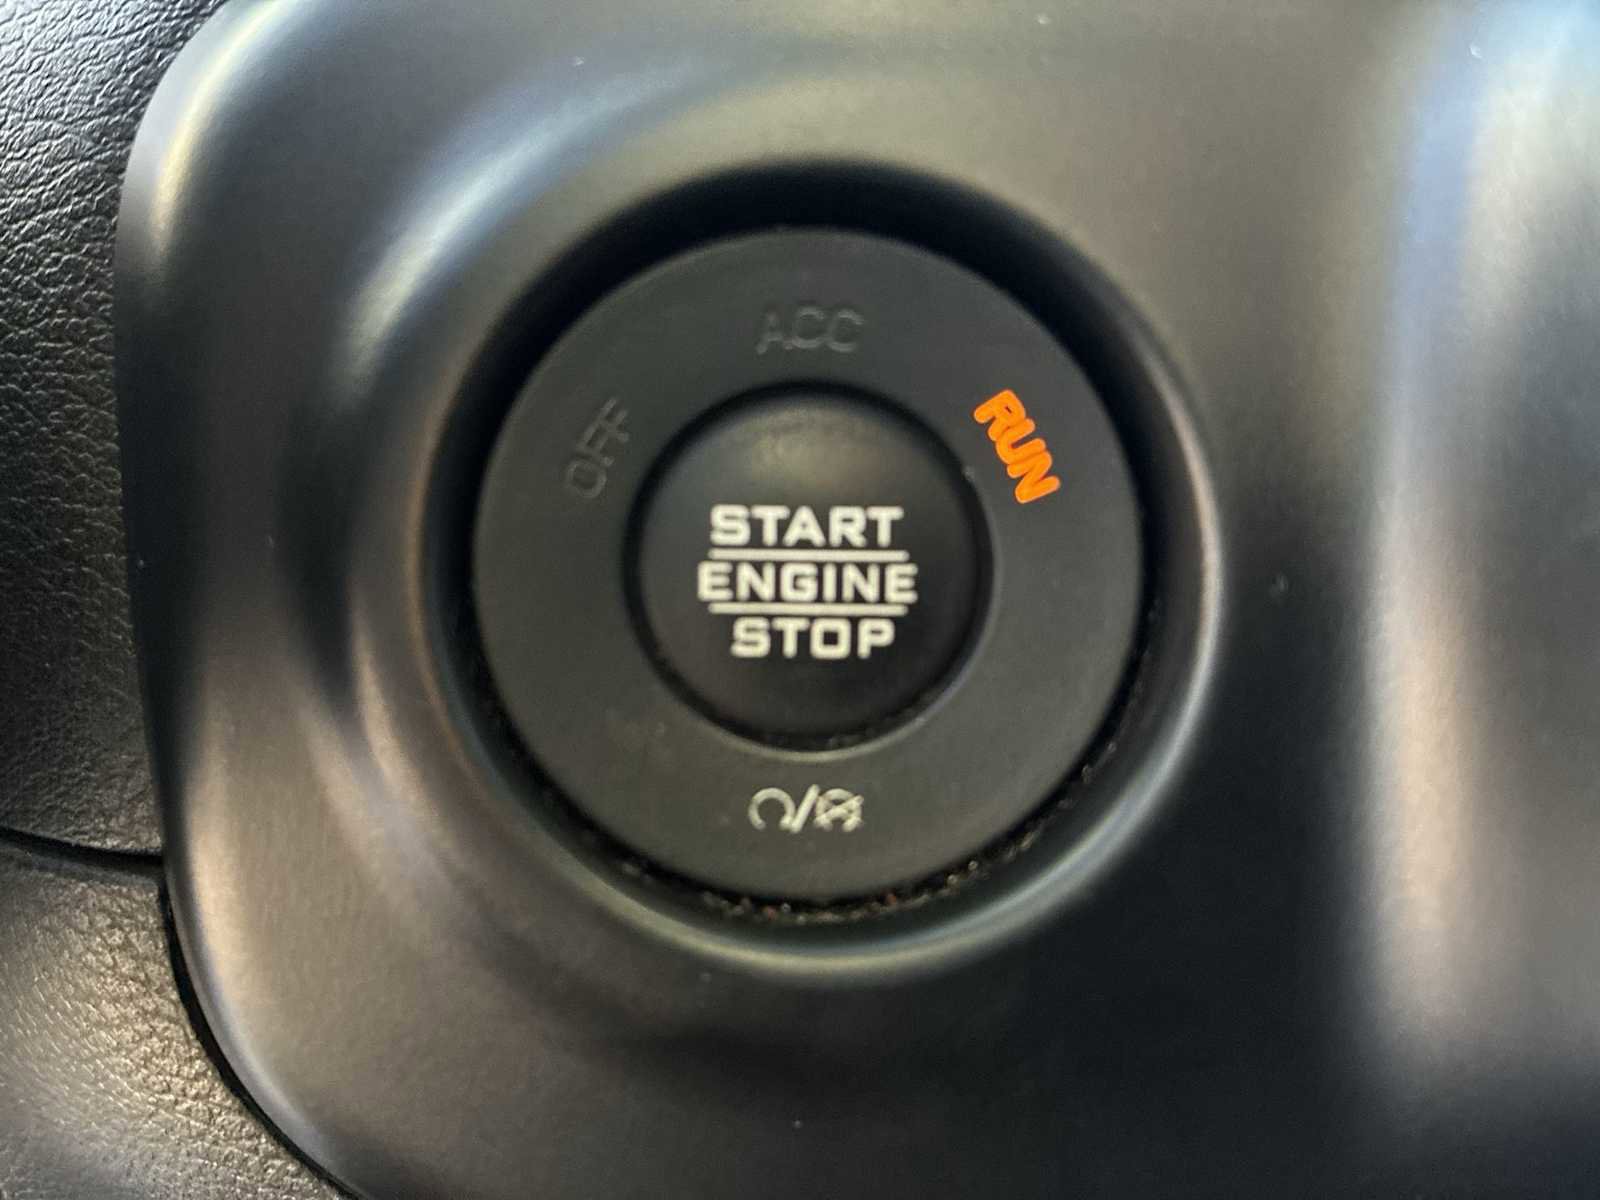 ACC
OFF
RUN
START
ENGINE
STOP